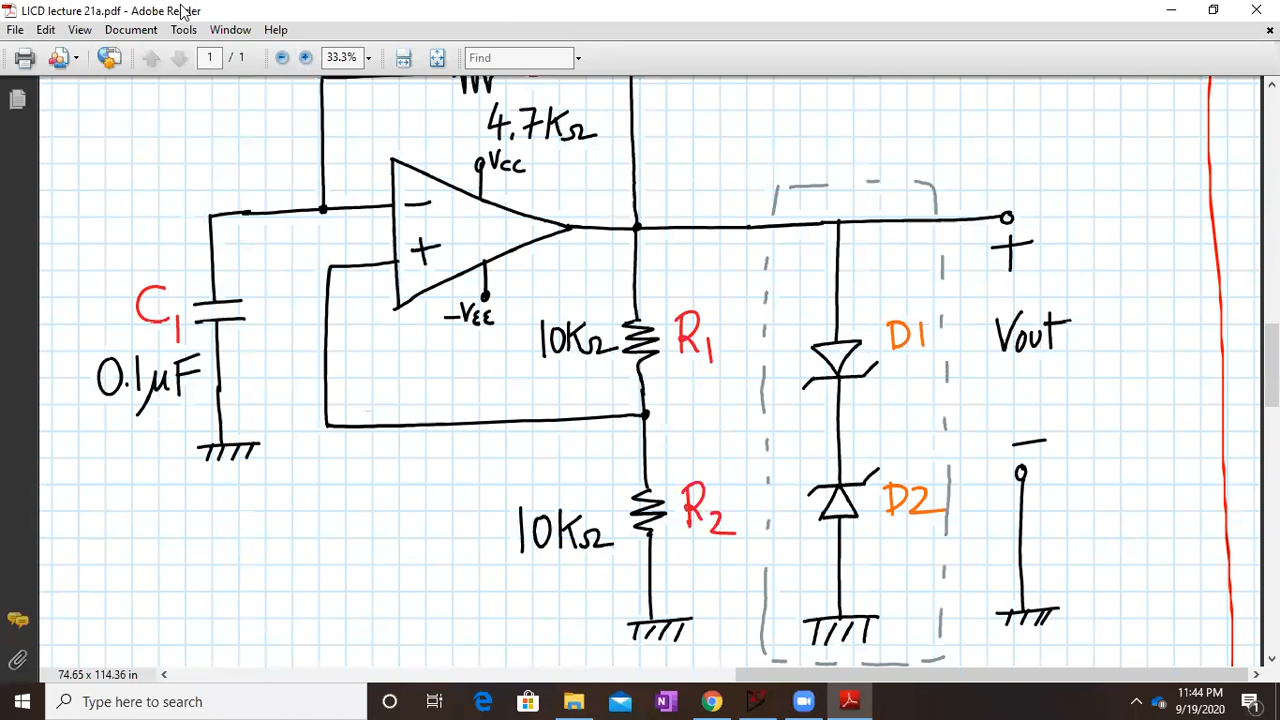 LICD lecture 21a.pdf - Adobe Reader
File Edit View Document Tools Window Help
1 / 1 33.3% Find
4.7KΩ
Vcc
−
+
-VEE
C1
0.1μF
10KΩ R1
D1
+
Vout
−
10KΩ R2
D2
74.65 x 114.36 in
Type here to search
11:44 PM
9/19/2020
1